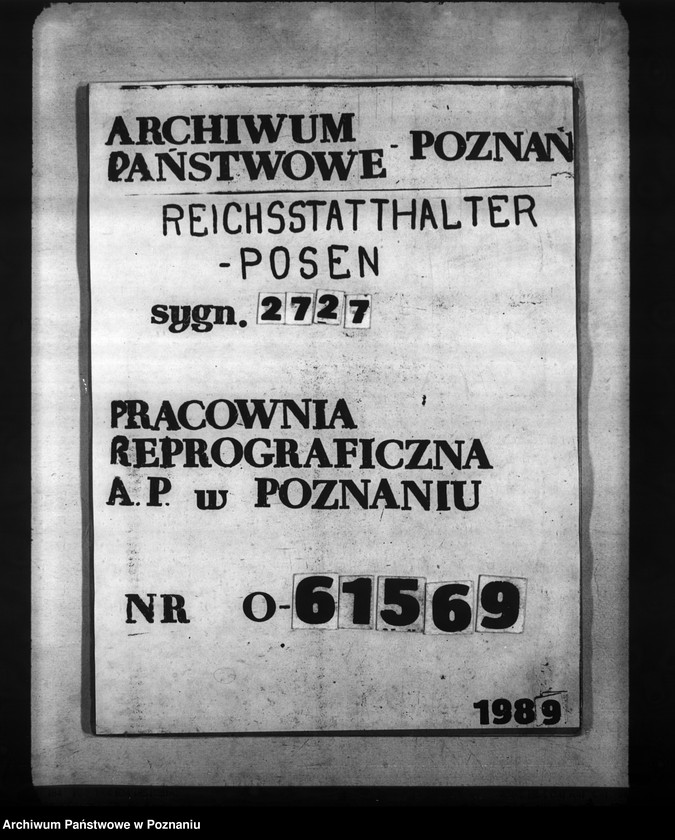 ARCHIWUM
PAŃSTWOWE - POZNAŃ
REICHSSTATTHALTER
-POSEN
sygn. 2727
PRACOWNIA
REPROGRAFICZNA
A.P. w POZNANIU
NR O-61569
1989
Archiwum Państwowe w Poznaniu